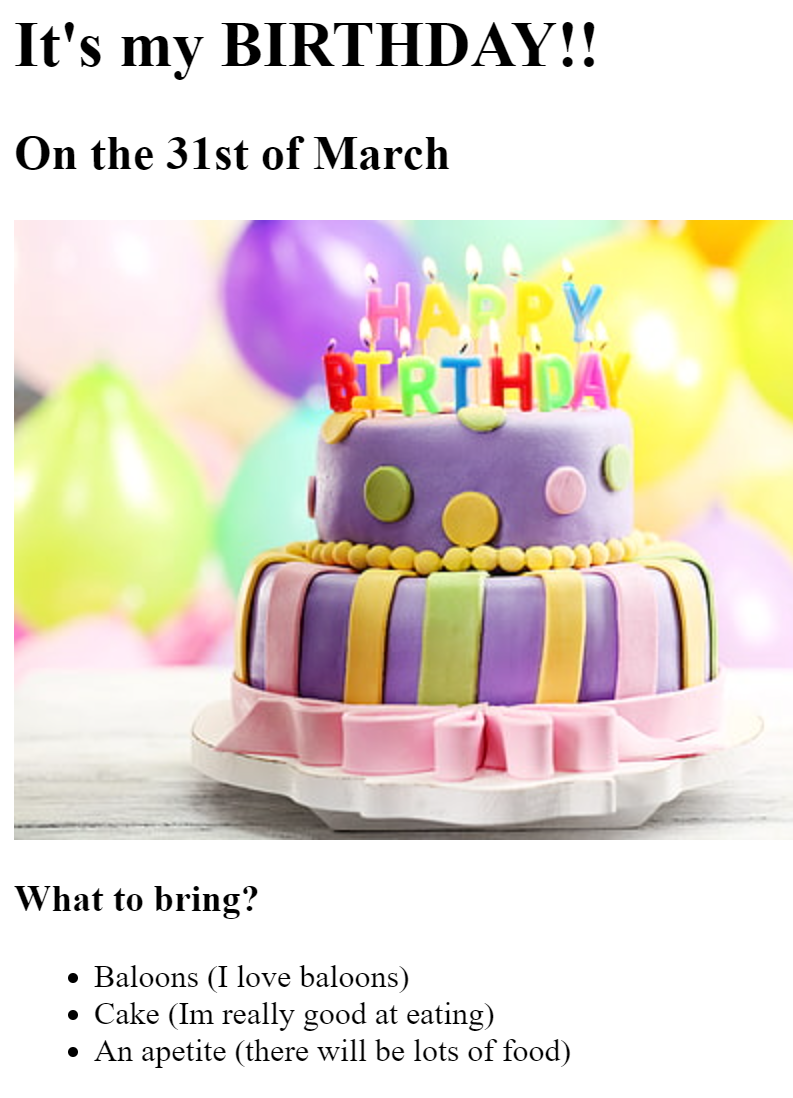 It's my BIRTHDAY!!
On the 31st of March
HAPPY
BIRTHDAY
What to bring?
Baloons (I love baloons)
Cake (Im really good at eating)
An apetite (there will be lots of food)